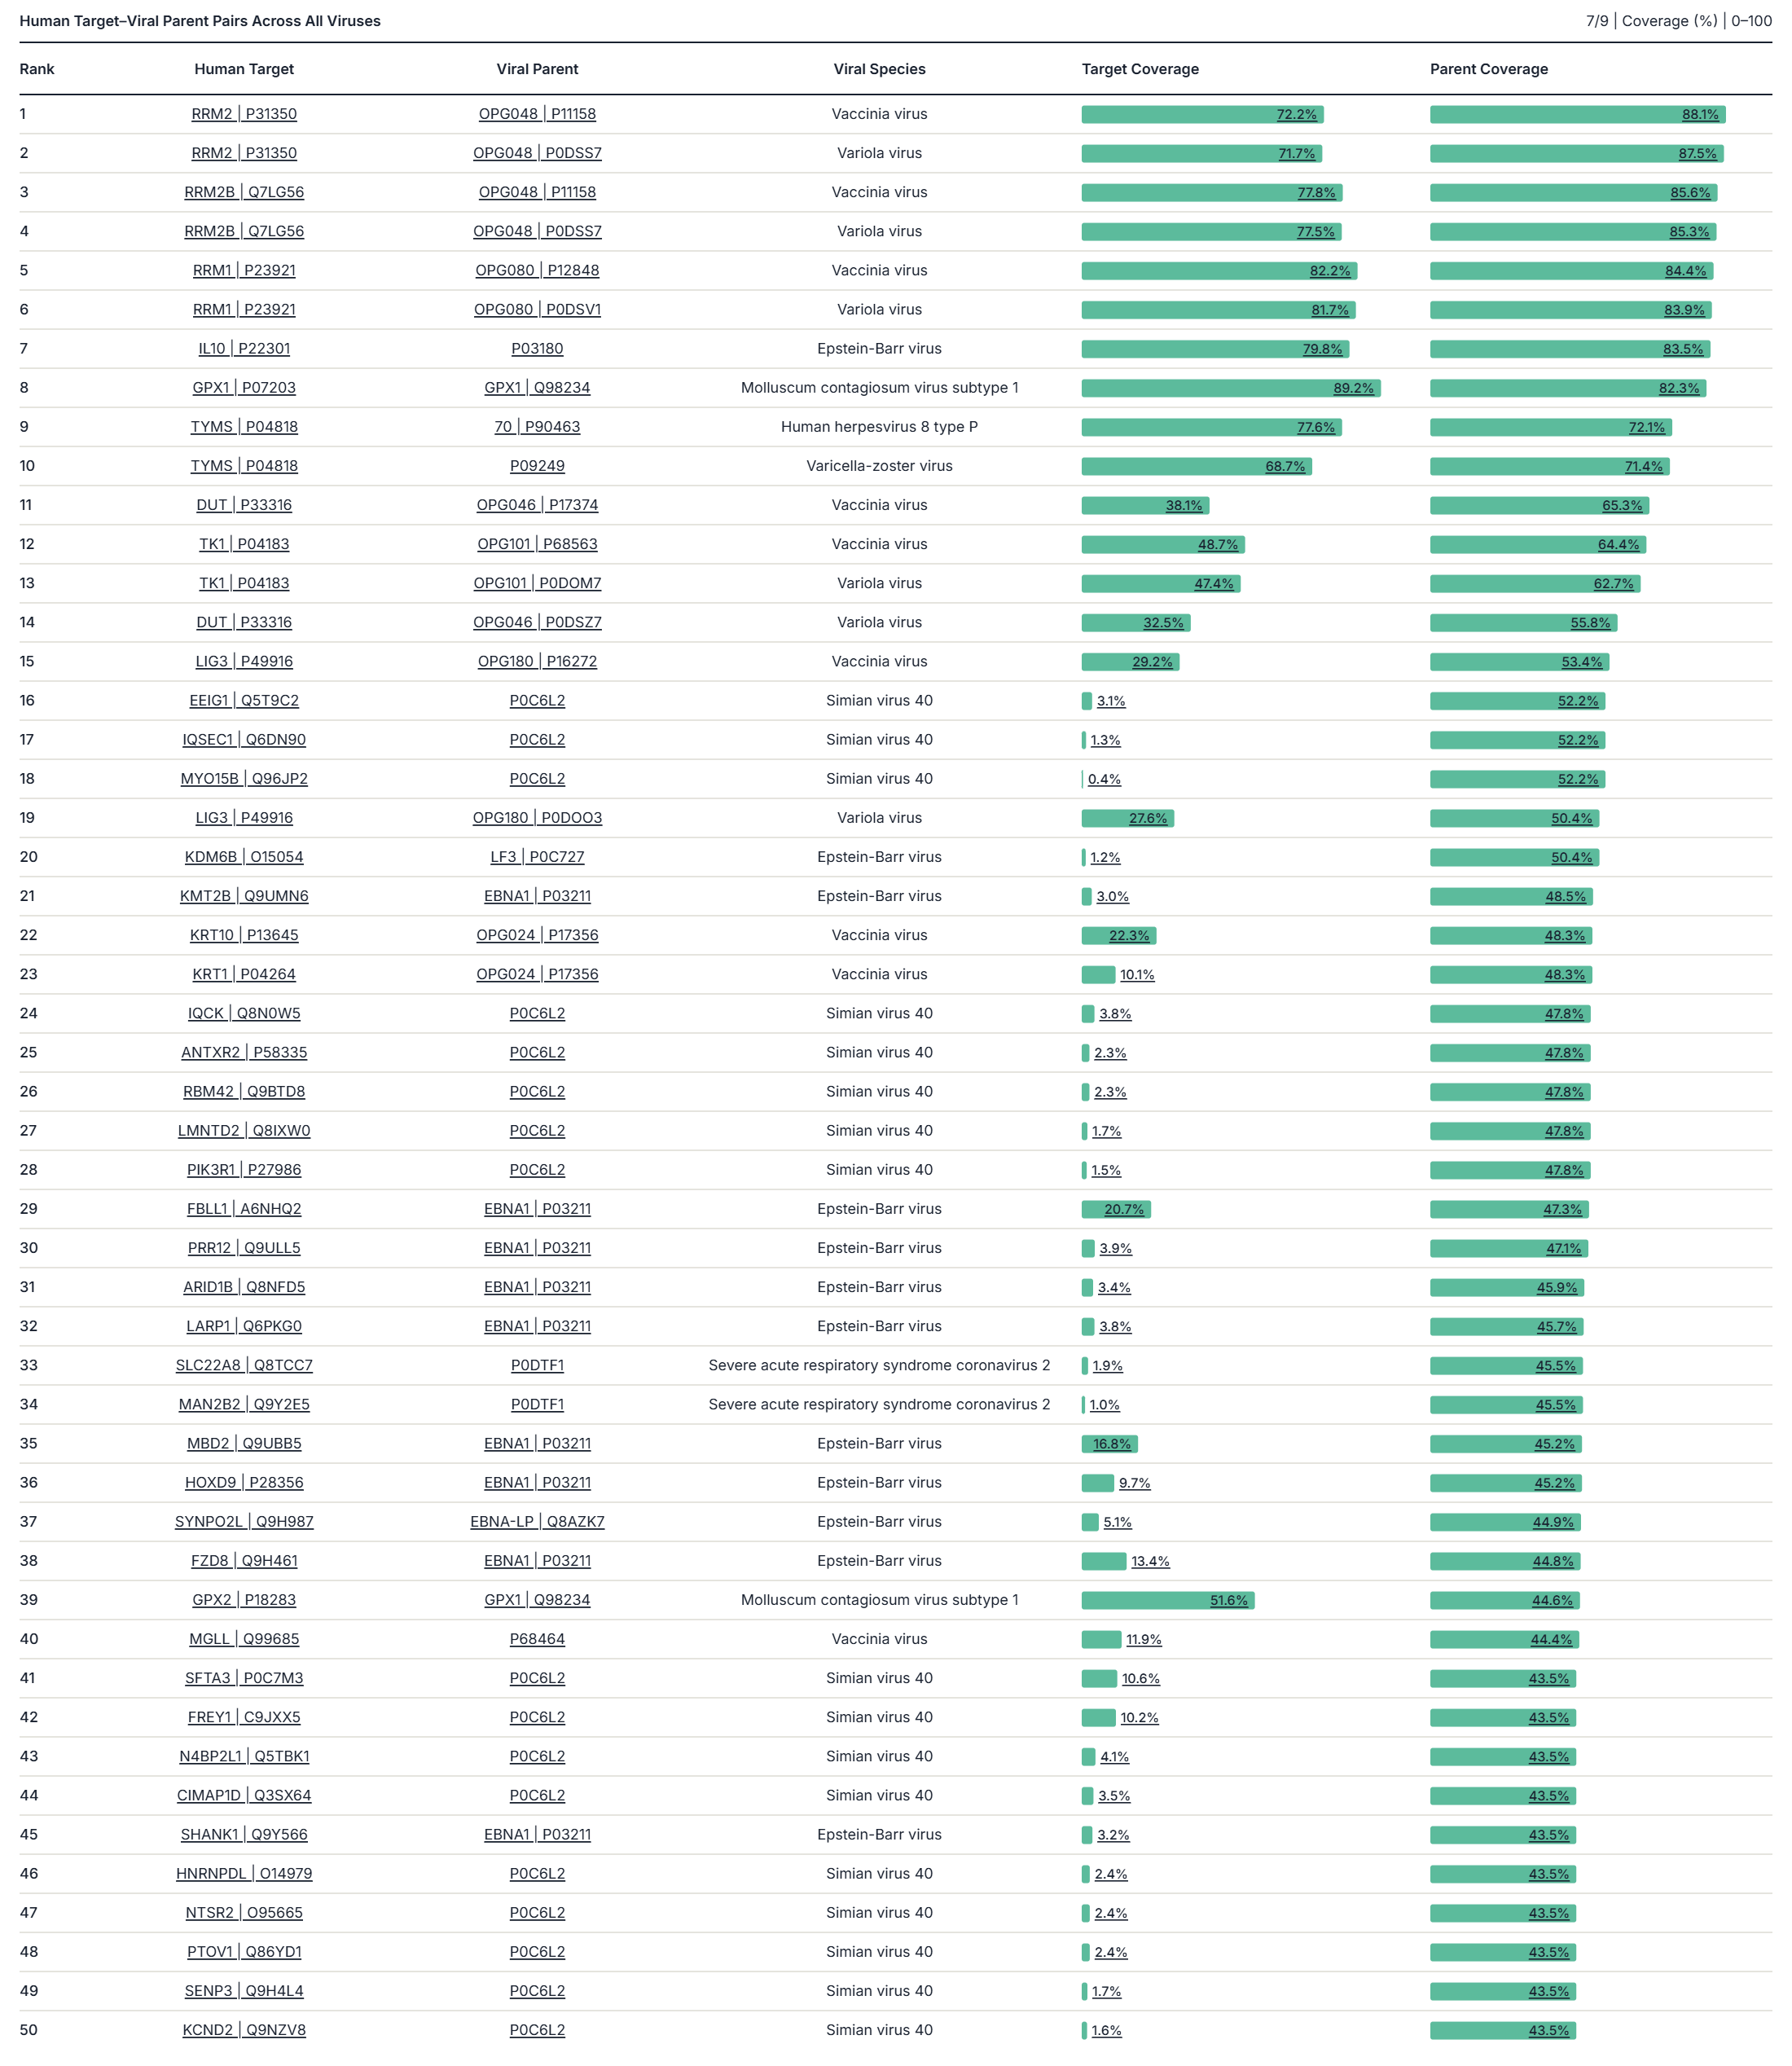 Human Target–Viral Parent Pairs Across All Viruses 7/9 | Coverage (%) | 0–100
Rank Human Target Viral Parent Viral Species Target Coverage Parent Coverage
1 RRM2 | P31350 OPG048 | P11158 Vaccinia virus 72.2% 88.1%
2 RRM2 | P31350 OPG048 | P0DSS7 Variola virus 71.7% 87.5%
3 RRM2B | Q7LG56 OPG048 | P11158 Vaccinia virus 77.8% 85.6%
4 RRM2B | Q7LG56 OPG048 | P0DSS7 Variola virus 77.5% 85.3%
5 RRM1 | P23921 OPG080 | P12848 Vaccinia virus 82.2% 84.4%
6 RRM1 | P23921 OPG080 | P0DSV1 Variola virus 81.7% 83.9%
7 IL10 | P22301 P03180 Epstein-Barr virus 79.8% 83.5%
8 GPX1 | P07203 GPX1 | Q98234 Molluscum contagiosum virus subtype 1 89.2% 82.3%
9 TYMS | P04818 70 | P90463 Human herpesvirus 8 type P 77.6% 72.1%
10 TYMS | P04818 P09249 Varicella-zoster virus 68.7% 71.4%
11 DUT | P33316 OPG046 | P17374 Vaccinia virus 38.1% 65.3%
12 TK1 | P04183 OPG101 | P68563 Vaccinia virus 48.7% 64.4%
13 TK1 | P04183 OPG101 | P0DOM7 Variola virus 47.4% 62.7%
14 DUT | P33316 OPG046 | P0DSZ7 Variola virus 32.5% 55.8%
15 LIG3 | P49916 OPG180 | P16272 Vaccinia virus 29.2% 53.4%
16 EEIG1 | Q5T9C2 P0C6L2 Simian virus 40 3.1% 52.2%
17 IQSEC1 | Q6DN90 P0C6L2 Simian virus 40 1.3% 52.2%
18 MYO15B | Q96JP2 P0C6L2 Simian virus 40 0.4% 52.2%
19 LIG3 | P49916 OPG180 | P0DOO3 Variola virus 27.6% 50.4%
20 KDM6B | O15054 LF3 | P0C727 Epstein-Barr virus 1.2% 50.4%
21 KMT2B | Q9UMN6 EBNA1 | P03211 Epstein-Barr virus 3.0% 48.5%
22 KRT10 | P13645 OPG024 | P17356 Vaccinia virus 22.3% 48.3%
23 KRT1 | P04264 OPG024 | P17356 Vaccinia virus 10.1% 48.3%
24 IQCK | Q8N0W5 P0C6L2 Simian virus 40 3.8% 47.8%
25 ANTXR2 | P58335 P0C6L2 Simian virus 40 2.3% 47.8%
26 RBM42 | Q9BTD8 P0C6L2 Simian virus 40 2.3% 47.8%
27 LMNTD2 | Q8IXW0 P0C6L2 Simian virus 40 1.7% 47.8%
28 PIK3R1 | P27986 P0C6L2 Simian virus 40 1.5% 47.8%
29 FBLL1 | A6NHQ2 EBNA1 | P03211 Epstein-Barr virus 20.7% 47.3%
30 PRR12 | Q9ULL5 EBNA1 | P03211 Epstein-Barr virus 3.9% 47.1%
31 ARID1B | Q8NFD5 EBNA1 | P03211 Epstein-Barr virus 3.4% 45.9%
32 LARP1 | Q6PKG0 EBNA1 | P03211 Epstein-Barr virus 3.8% 45.7%
33 SLC22A8 | Q8TCC7 P0DTF1 Severe acute respiratory syndrome coronavirus 2 1.9% 45.5%
34 MAN2B2 | Q9Y2E5 P0DTF1 Severe acute respiratory syndrome coronavirus 2 1.0% 45.5%
35 MBD2 | Q9UBB5 EBNA1 | P03211 Epstein-Barr virus 16.8% 45.2%
36 HOXD9 | P28356 EBNA1 | P03211 Epstein-Barr virus 9.7% 45.2%
37 SYNPO2L | Q9H987 EBNA-LP | Q8AZK7 Epstein-Barr virus 5.1% 44.9%
38 FZD8 | Q9H461 EBNA1 | P03211 Epstein-Barr virus 13.4% 44.8%
39 GPX2 | P18283 GPX1 | Q98234 Molluscum contagiosum virus subtype 1 51.6% 44.6%
40 MGLL | Q99685 P68464 Vaccinia virus 11.9% 44.4%
41 SFTA3 | P0C7M3 P0C6L2 Simian virus 40 10.6% 43.5%
42 FREY1 | C9JXX5 P0C6L2 Simian virus 40 10.2% 43.5%
43 N4BP2L1 | Q5TBK1 P0C6L2 Simian virus 40 4.1% 43.5%
44 CIMAP1D | Q3SX64 P0C6L2 Simian virus 40 3.5% 43.5%
45 SHANK1 | Q9Y566 EBNA1 | P03211 Epstein-Barr virus 3.2% 43.5%
46 HNRNPDL | O14979 P0C6L2 Simian virus 40 2.4% 43.5%
47 NTSR2 | O95665 P0C6L2 Simian virus 40 2.4% 43.5%
48 PTOV1 | Q86YD1 P0C6L2 Simian virus 40 2.4% 43.5%
49 SENP3 | Q9H4L4 P0C6L2 Simian virus 40 1.7% 43.5%
50 KCND2 | Q9NZV8 P0C6L2 Simian virus 40 1.6% 43.5%